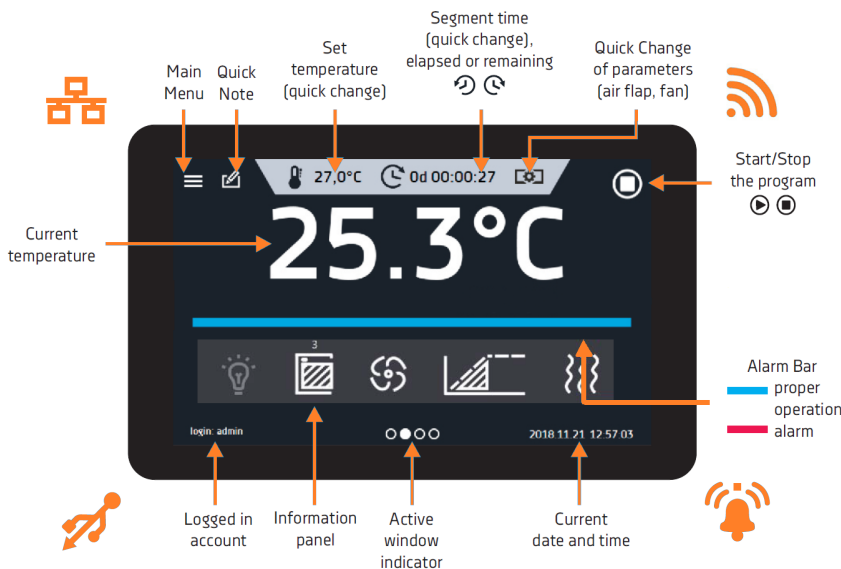 Segment time
(quick change),
elapsed or remaining
Set
temperature
(quick change)
Quick Change
of parameters
(air flap, fan)
Main
Menu
Quick
Note
Start/Stop
the program
27,0°C
0d 00:00:27
25.3°C
Current
temperature
3
Alarm Bar
proper
operation
alarm
login: admin
2018.11.21 12:57:03
Logged in
account
Information
panel
Active
window
indicator
Current
date and time